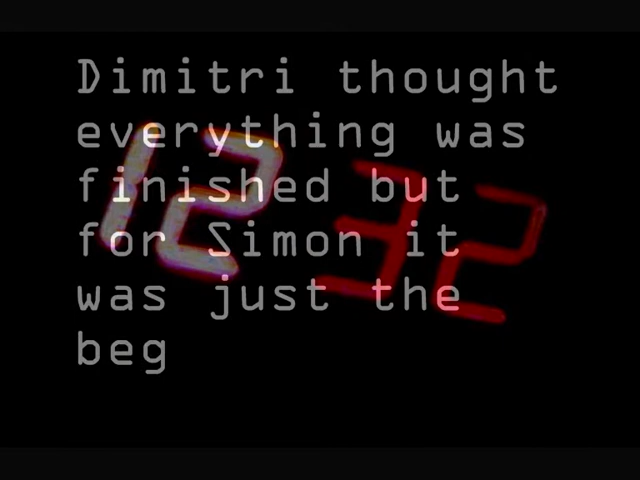 Dimitri thought
everything was
finished but
for Simon it
was just the
beg
12 32